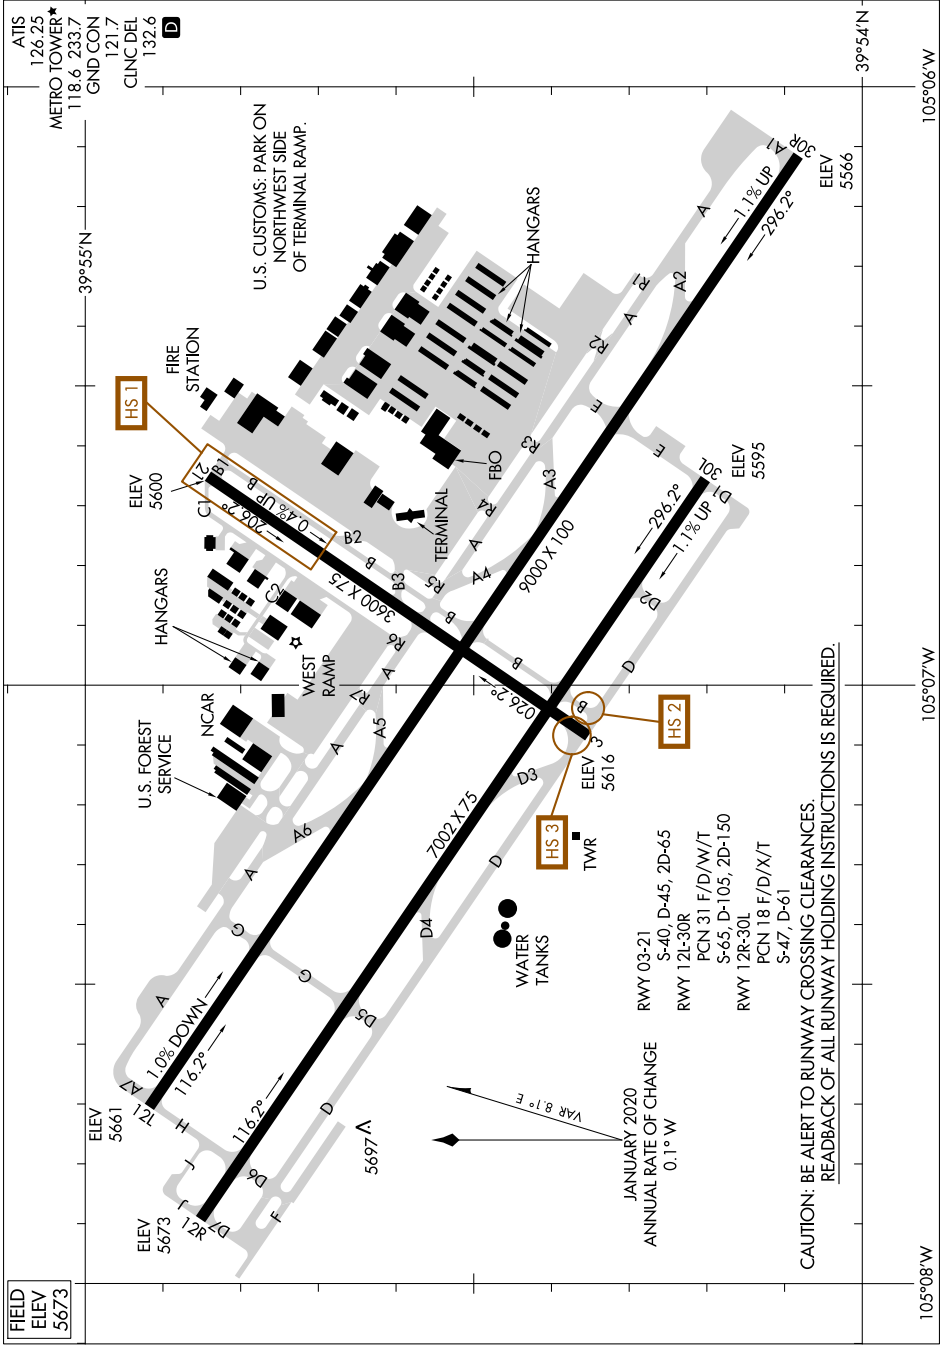 FIELD
ELEV
5673
ATIS
126.25
METRO TOWER★
118.6 233.7
GND CON
121.7
CLNC DEL
132.6
D
39°55'N
39°54'N
105°06'W
105°07'W
105°08'W
U.S. CUSTOMS: PARK ON
NORTHWEST SIDE
OF TERMINAL RAMP.
HS 1
FIRE
STATION
ELEV
5600
21
B1
C1
B
206.2°
0.4% UP
B2
B
B3
3600 X 75
C2
HANGARS
HANGARS
FBO
TERMINAL
WEST
RAMP
NCAR
U.S. FOREST
SERVICE
R1
R2
R3
R4
R5
R6
R7
A
A1
30R
ELEV
5566
1.1% UP
296.2°
A
A2
A
E
E
A3
9000 X 100
A
A4
B
A
A5
A
A6
A
G
G
A
A7
12L
ELEV
5661
1.0% DOWN
116.2°
H
J
J
12R
ELEV
5673
D7
D6
F
116.2°
D
D5
D4
7002 X 75
D
D3
026.2°
B
B
3
ELEV
5616
HS 2
HS 3
TWR
D
D2
D1
30L
ELEV
5595
296.2°
1.1% UP
WATER
TANKS
5697
VAR 8.1° E
JANUARY 2020
ANNUAL RATE OF CHANGE
0.1° W
RWY 03-21
S-40, D-45, 2D-65
RWY 12L-30R
PCN 31 F/D/W/T
S-65, D-105, 2D-150
RWY 12R-30L
PCN 18 F/D/X/T
S-47, D-61
CAUTION: BE ALERT TO RUNWAY CROSSING CLEARANCES.
READBACK OF ALL RUNWAY HOLDING INSTRUCTIONS IS REQUIRED.